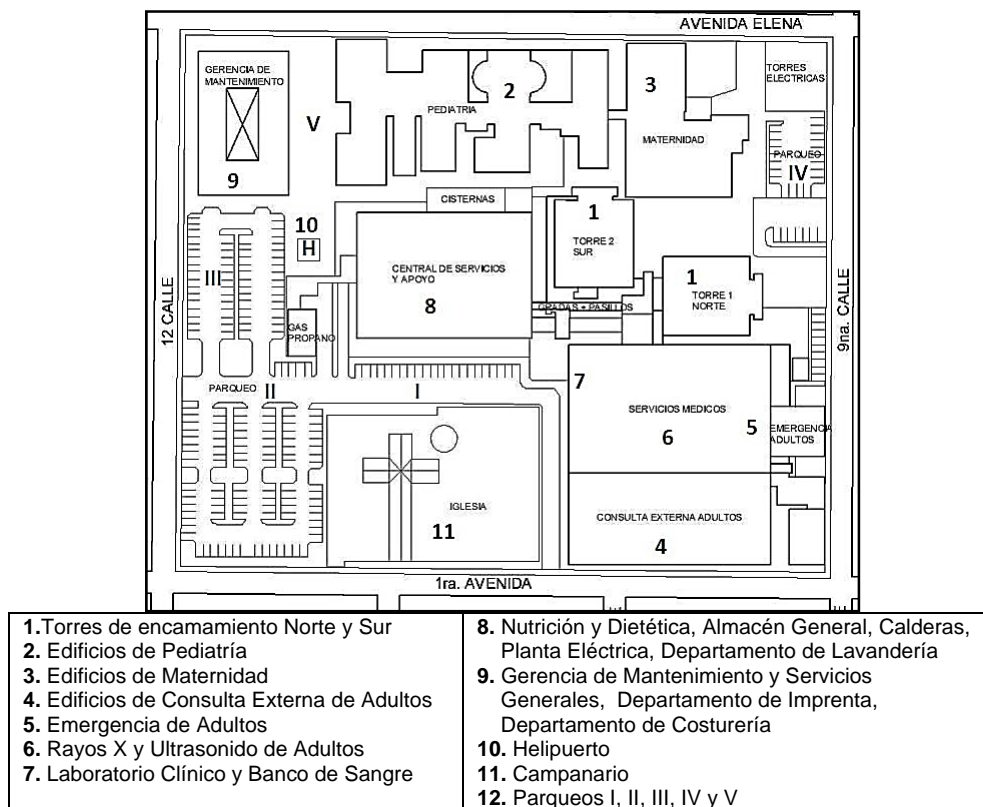 AVENIDA ELENA
GERENCIA DE
MANTENIMIENTO
TORRES
ELECTRICAS
2
3
V
PEDIATRIA
MATERNIDAD
PARQUEO
IV
9
CISTERNAS
1
10
H
TORRE 2
SUR
III
CENTRAL DE SERVICIOS
Y APOYO
8
1
TORRE 1
NORTE
GRADAS + PASILLOS
GAS
PROPANO
12 CALLE
9na. CALLE
7
PARQUEO
II
I
SERVICIOS MEDICOS
6
5
EMERGENCIA
ADULTOS
IGLESIA
11
CONSULTA EXTERNA ADULTOS
4
1ra. AVENIDA
1.Torres de encamamiento Norte y Sur
2. Edificios de Pediatría
3. Edificios de Maternidad
4. Edificios de Consulta Externa de Adultos
5. Emergencia de Adultos
6. Rayos X y Ultrasonido de Adultos
7. Laboratorio Clínico y Banco de Sangre
8. Nutrición y Dietética, Almacén General, Calderas,
Planta Eléctrica, Departamento de Lavandería
9. Gerencia de Mantenimiento y Servicios
Generales, Departamento de Imprenta,
Departamento de Costurería
10. Helipuerto
11. Campanario
12. Parqueos I, II, III, IV y V